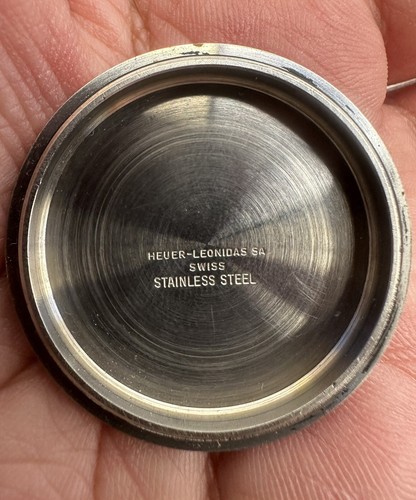 HEUER-LEONIDAS SA
SWISS
STAINLESS STEEL